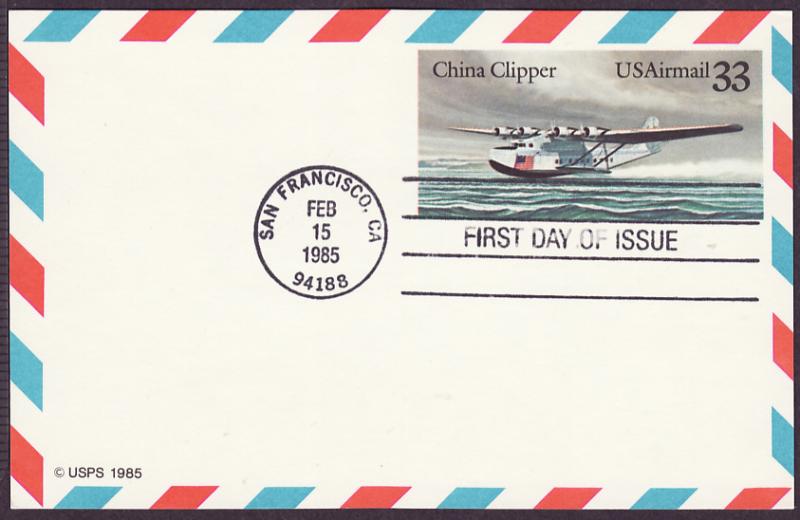 China Clipper USAirmail 33
SAN FRANCISCO, CA
FEB
15
1985
94188
FIRST DAY OF ISSUE
© USPS 1985